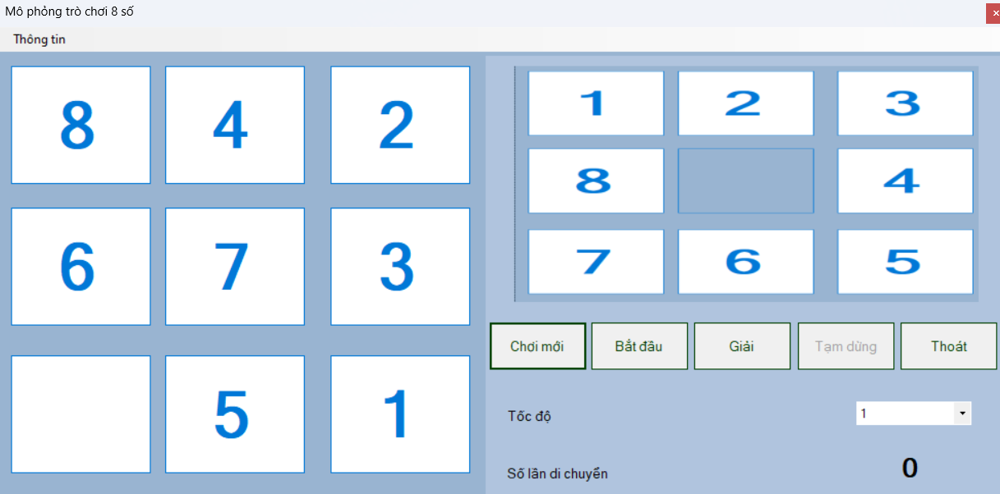 Mô phỏng trò chơi 8 số
×
Thông tin
8 4 2
6 7 3
5 1
1 2 3
8 4
7 6 5
Chơi mới Bắt đầu Giải Tạm dừng Thoát
Tốc độ 1
Số lần di chuyển 0